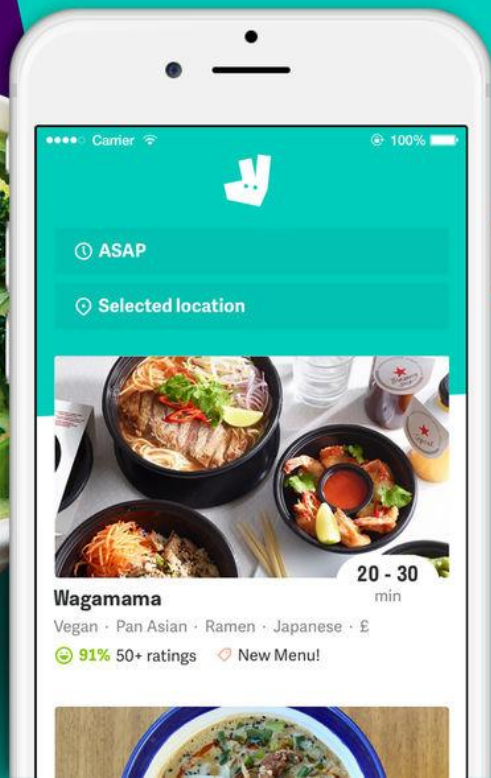 Carrier 100%
ASAP
Selected location
20 - 30
min
Wagamama
Vegan · Pan Asian · Ramen · Japanese · £
91% 50+ ratings New Menu!